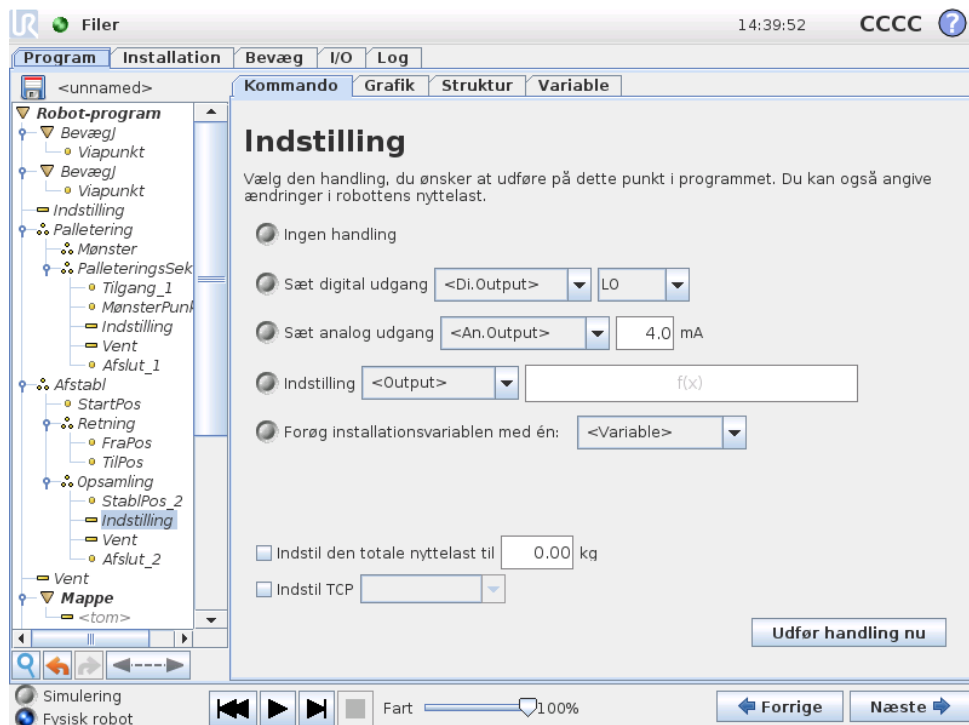 UR Filer 14:39:52 CCCC ?
Program Installation Bevæg I/O Log
<unnamed>
Kommando Grafik Struktur Variable
Robot-program
BevægJ
Viapunkt
BevægJ
Viapunkt
Indstilling
Palletering
Mønster
PalleteringsSek
Tilgang_1
MønsterPunk
Indstilling
Vent
Afslut_1
Afstabl
StartPos
Retning
FraPos
TilPos
Opsamling
StablPos_2
Indstilling
Vent
Afslut_2
Vent
Mappe
<tom>
Indstilling
Vælg den handling, du ønsker at udføre på dette punkt i programmet. Du kan også angive
ændringer i robottens nyttelast.
Ingen handling
Sæt digital udgang <Di.Output> LO
Sæt analog udgang <An.Output> 4.0 mA
Indstilling <Output> f(x)
Forøg installationsvariablen med én: <Variable>
Indstil den totale nyttelast til 0.00 kg
Indstil TCP
Udfør handling nu
Simulering
Fysisk robot
Fart 100%
Forrige Næste